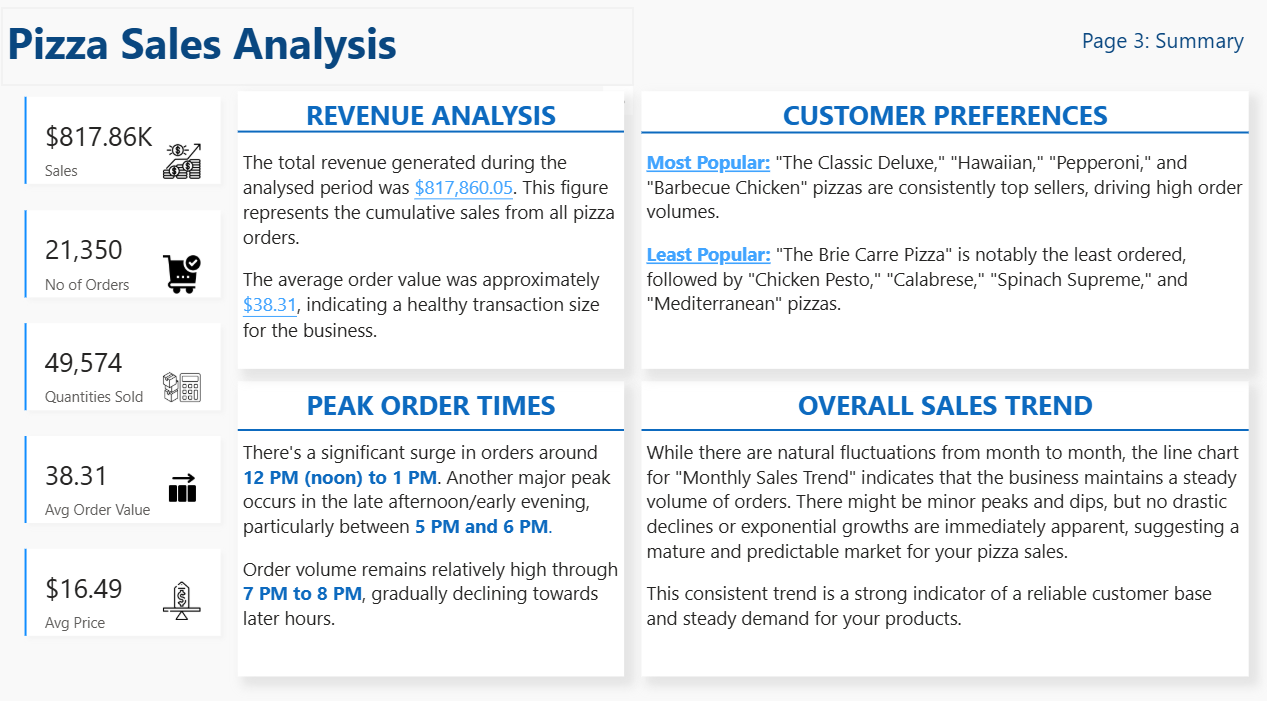 Pizza Sales Analysis
Page 3: Summary
$817.86K
Sales
21,350
No of Orders
49,574
Quantities Sold
38.31
Avg Order Value
$16.49
Avg Price
REVENUE ANALYSIS
The total revenue generated during the
analysed period was $817,860.05. This figure
represents the cumulative sales from all pizza
orders.
The average order value was approximately
$38.31, indicating a healthy transaction size
for the business.
CUSTOMER PREFERENCES
Most Popular: "The Classic Deluxe," "Hawaiian," "Pepperoni," and
"Barbecue Chicken" pizzas are consistently top sellers, driving high order
volumes.
Least Popular: "The Brie Carre Pizza" is notably the least ordered,
followed by "Chicken Pesto," "Calabrese," "Spinach Supreme," and
"Mediterranean" pizzas.
PEAK ORDER TIMES
There's a significant surge in orders around
12 PM (noon) to 1 PM. Another major peak
occurs in the late afternoon/early evening,
particularly between 5 PM and 6 PM.
Order volume remains relatively high through
7 PM to 8 PM, gradually declining towards
later hours.
OVERALL SALES TREND
While there are natural fluctuations from month to month, the line chart
for "Monthly Sales Trend" indicates that the business maintains a steady
volume of orders. There might be minor peaks and dips, but no drastic
declines or exponential growths are immediately apparent, suggesting a
mature and predictable market for your pizza sales.
This consistent trend is a strong indicator of a reliable customer base
and steady demand for your products.